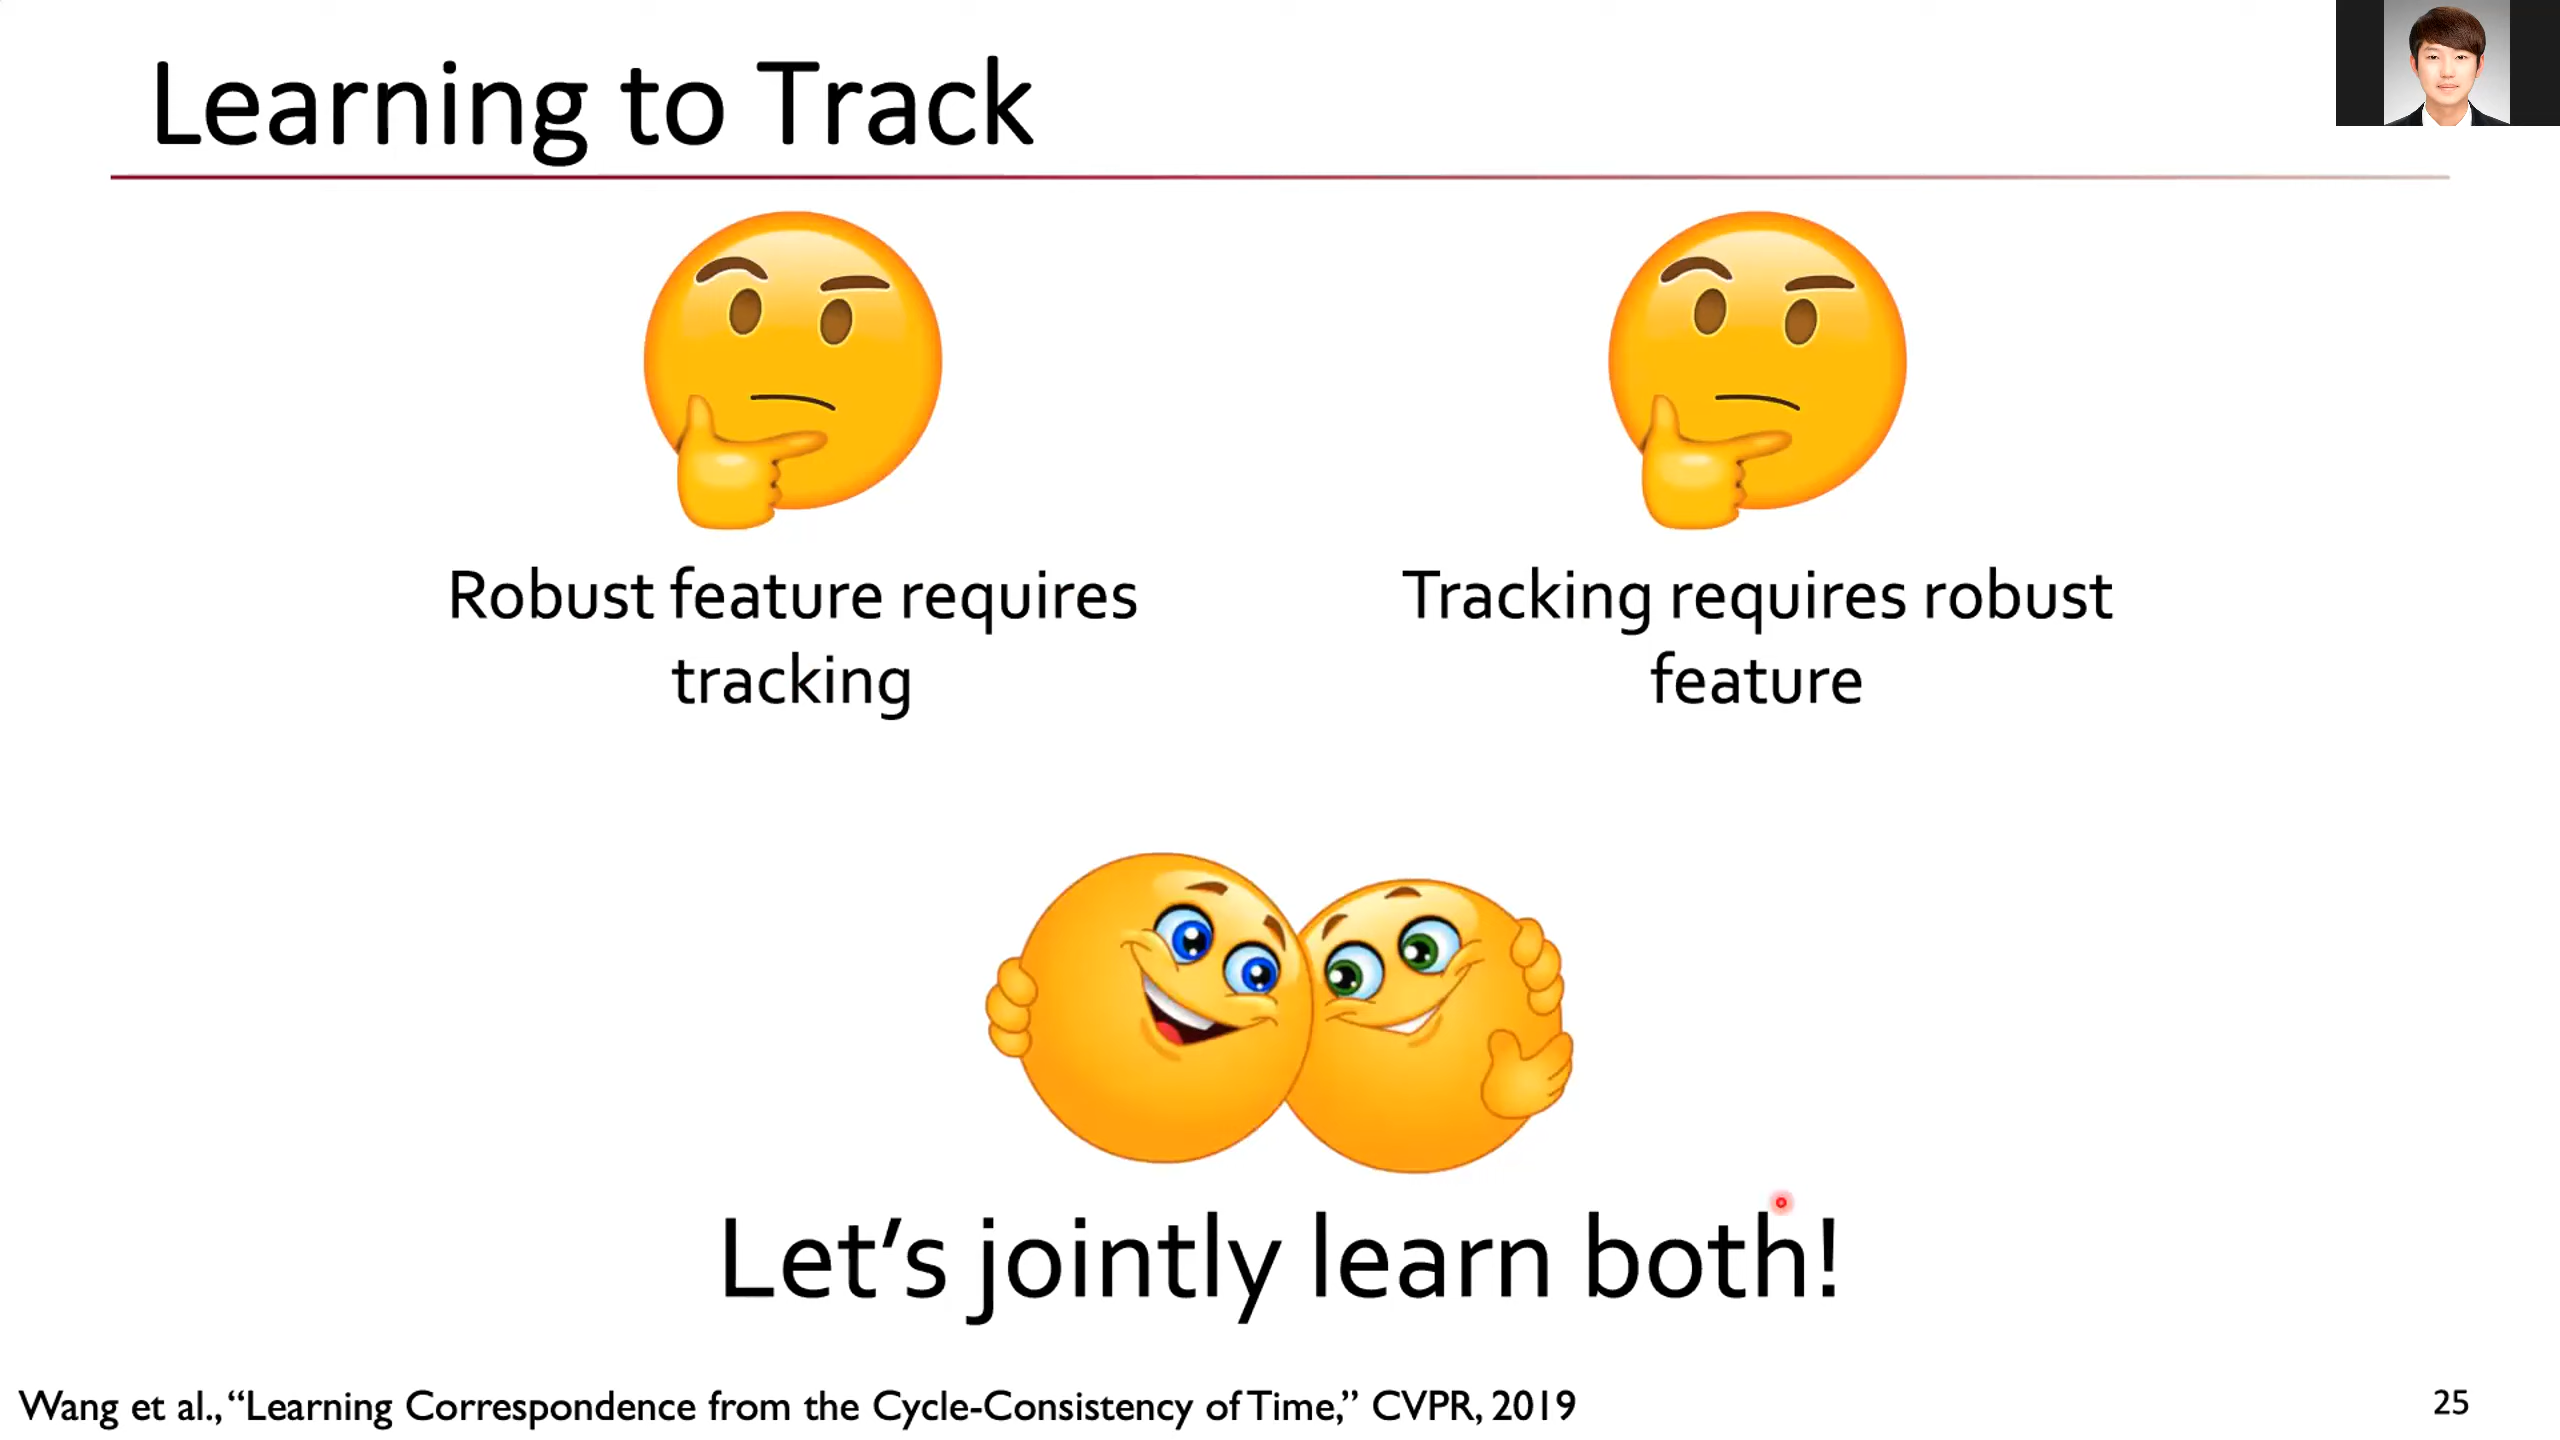 Learning to Track
Robust feature requires
tracking
Tracking requires robust
feature
Let’s jointly learn both!
Wang et al., “Learning Correspondence from the Cycle-Consistency of Time,” CVPR, 2019
25